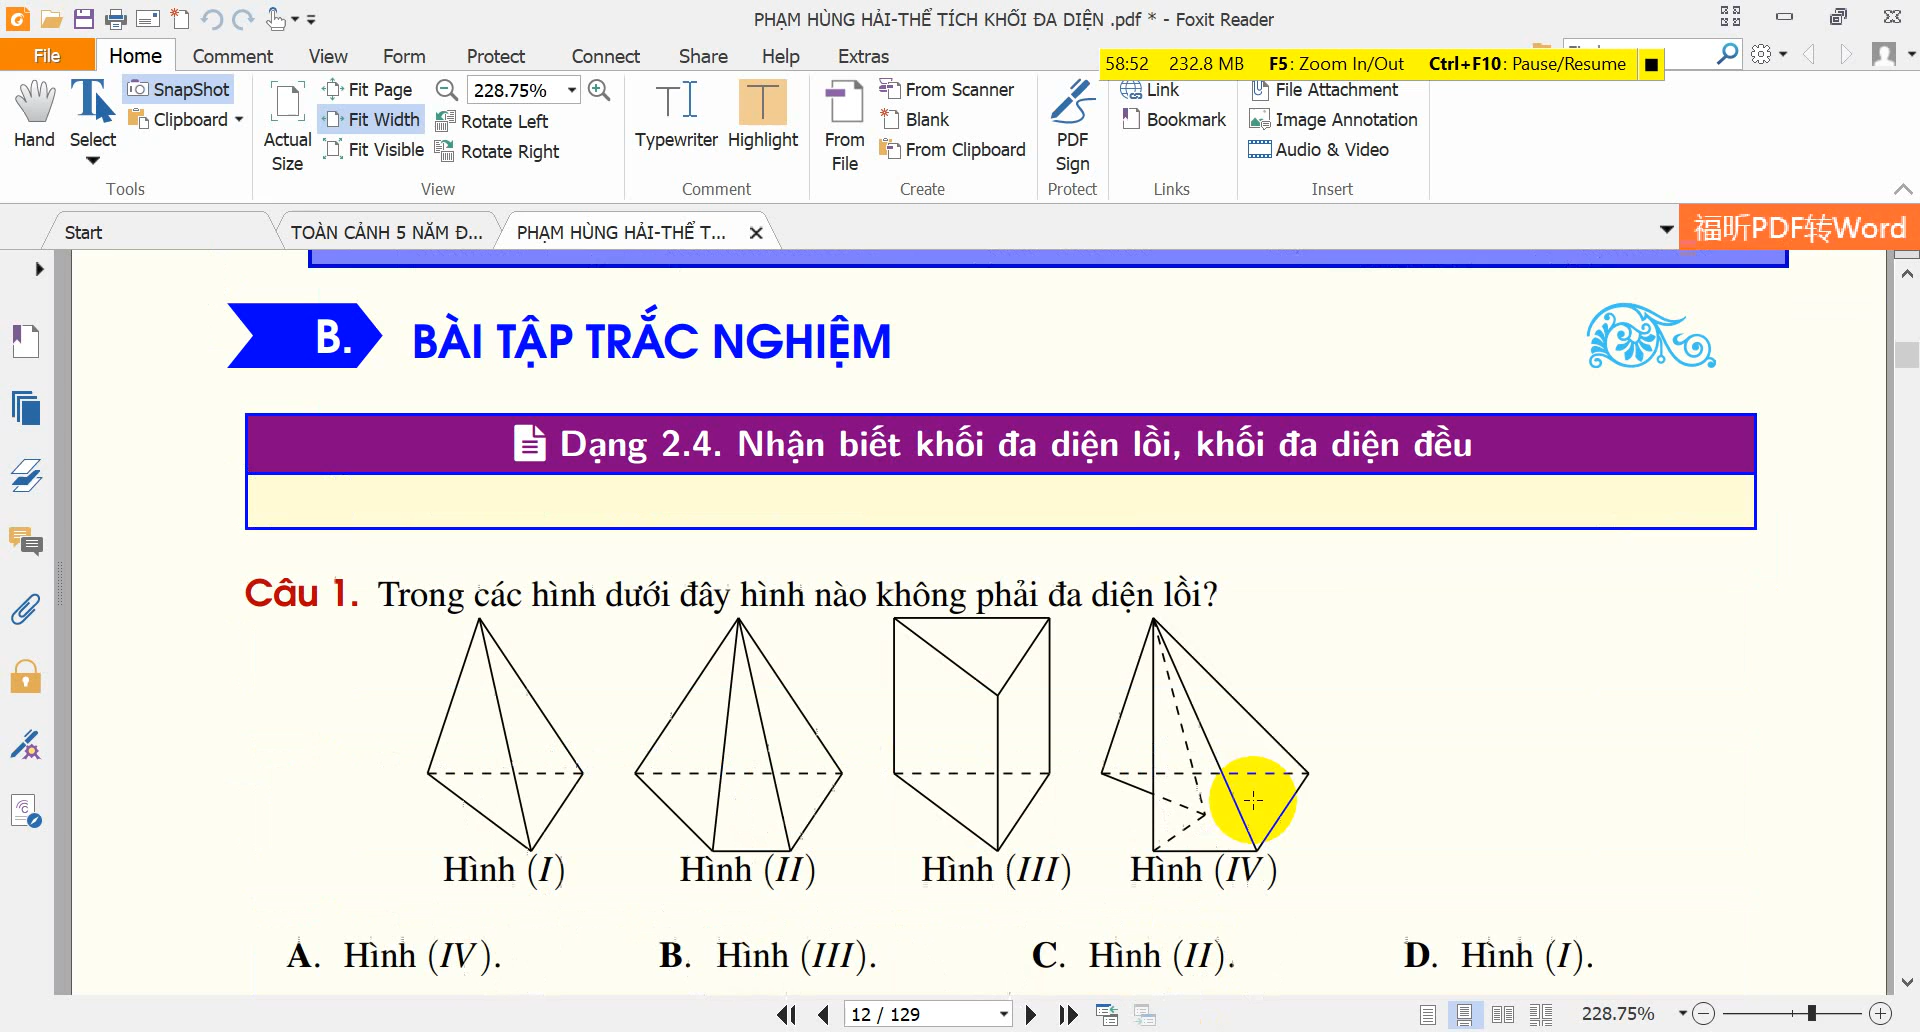 PHẠM HÙNG HẢI-THỂ TÍCH KHỐI ĐA DIỆN .pdf * - Foxit Reader
File Home Comment View Form Protect Connect Share Help Extras
58:52 232.8 MB F5: Zoom In/Out Ctrl+F10: Pause/Resume
Hand
Select
SnapShot
Clipboard
Tools
Actual Size
Fit Page
Fit Width
Fit Visible
228.75%
Rotate Left
Rotate Right
View
Typewriter
Highlight
Comment
From File
From Scanner
Blank
From Clipboard
Create
PDF Sign
Protect
Link
Bookmark
Links
File Attachment
Image Annotation
Audio & Video
Insert
Start
TOÀN CẢNH 5 NĂM Đ...
PHẠM HÙNG HẢI-THỂ T...
福昕PDF转Word
B. BÀI TẬP TRẮC NGHIỆM
Dạng 2.4. Nhận biết khối đa diện lồi, khối đa diện đều
Câu 1. Trong các hình dưới đây hình nào không phải đa diện lồi?
Hình (I) Hình (II) Hình (III) Hình (IV)
A. Hình (IV). B. Hình (III). C. Hình (II). D. Hình (I).
12 / 129
228.75%